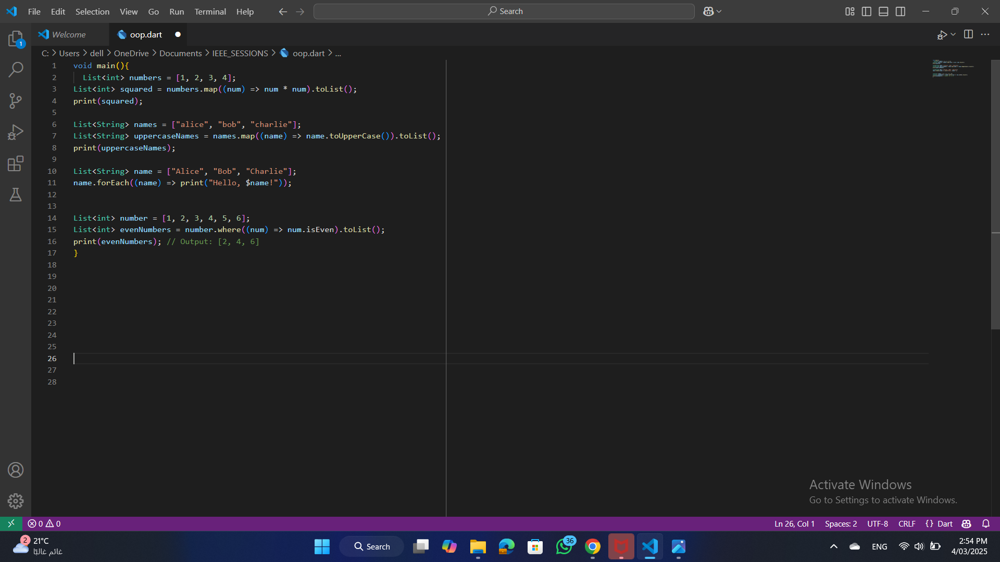 File Edit Selection View Go Run Terminal Help
Search
1
Welcome
oop.dart
C: > Users > dell > OneDrive > Documents > IEEE_SESSIONS > oop.dart > ...
1 void main(){
2 List<int> numbers = [1, 2, 3, 4];
3 List<int> squared = numbers.map((num) => num * num).toList();
4 print(squared);
5
6 List<String> names = ["alice", "bob", "charlie"];
7 List<String> uppercaseNames = names.map((name) => name.toUpperCase()).toList();
8 print(uppercaseNames);
9
10 List<String> name = ["Alice", "Bob", "Charlie"];
11 name.forEach((name) => print("Hello, $name!"));
12
13
14 List<int> number = [1, 2, 3, 4, 5, 6];
15 List<int> evenNumbers = number.where((num) => num.isEven).toList();
16 print(evenNumbers); // Output: [2, 4, 6]
17 }
18
19
20
21
22
23
24
25
26
27
28
Activate Windows
Go to Settings to activate Windows.
0 0
Ln 26, Col 1 Spaces: 2 UTF-8 CRLF {} Dart
2
21°C
غائم غالبًا
Search
36
ENG
2:54 PM
4/03/2025